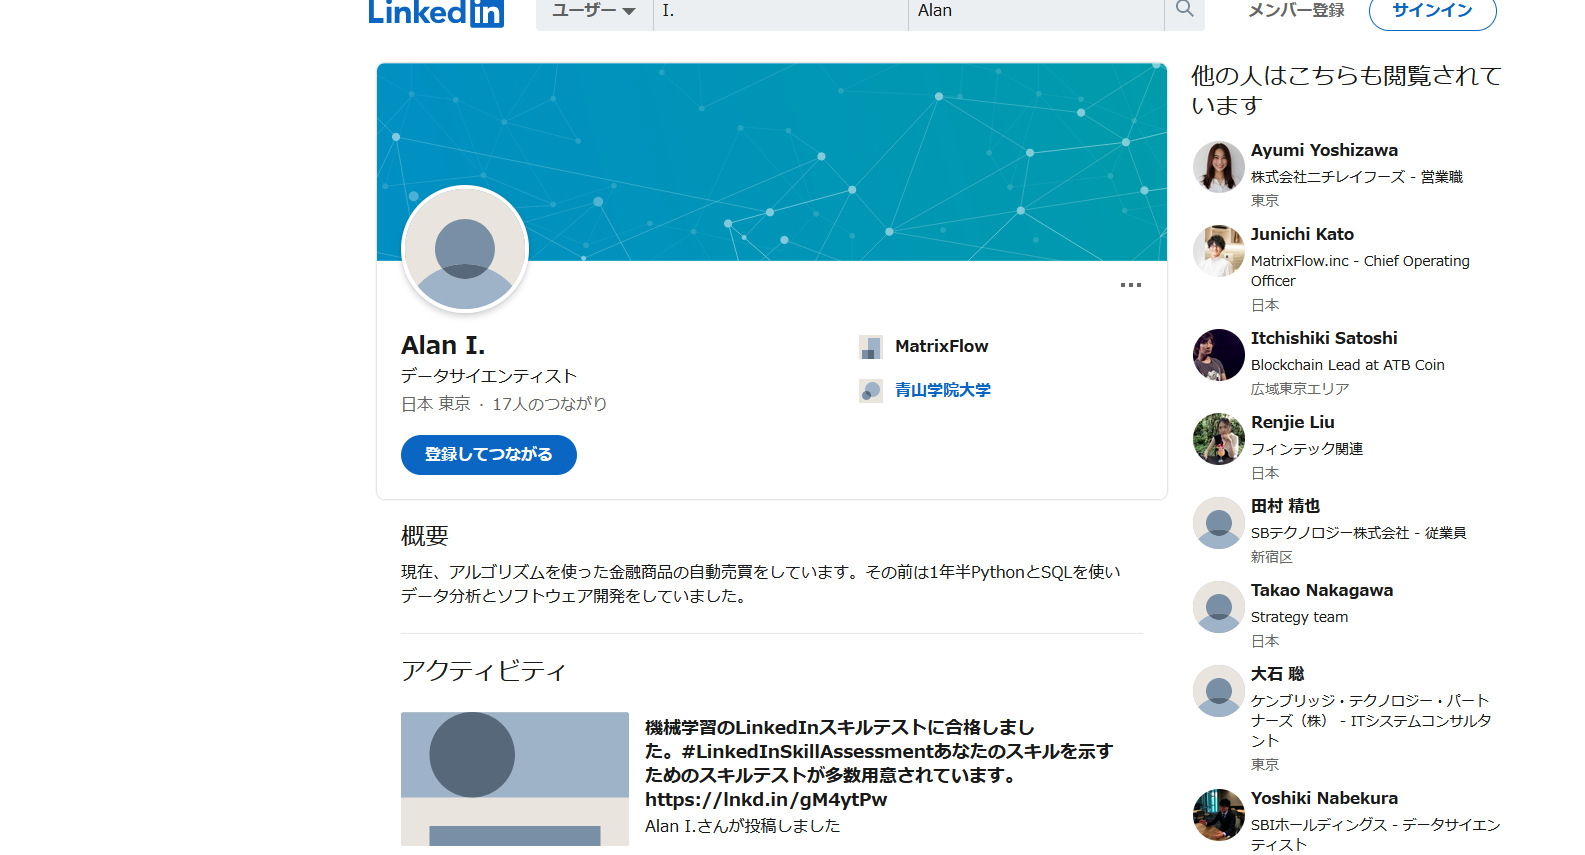 LinkedIn
ユーザー
I.
Alan
メンバー登録
サインイン
Alan I.
データサイエンティスト
日本 東京 · 17人のつながり
登録してつながる
MatrixFlow
青山学院大学
概要
現在、アルゴリズムを使った金融商品の自動売買をしています。その前は1年半PythonとSQLを使い
データ分析とソフトウェア開発をしていました。
アクティビティ
機械学習のLinkedInスキルテストに合格しまし
た。#LinkedInSkillAssessmentあなたのスキルを示す
ためのスキルテストが多数用意されています。
https://lnkd.in/gM4ytPw
Alan I.さんが投稿しました
他の人はこちらも閲覧されて
います
Ayumi Yoshizawa
株式会社ニチレイフーズ - 営業職
東京
Junichi Kato
MatrixFlow.inc - Chief Operating
Officer
日本
Itchishiki Satoshi
Blockchain Lead at ATB Coin
広域東京エリア
Renjie Liu
フィンテック関連
日本
田村 精也
SBテクノロジー株式会社 - 従業員
新宿区
Takao Nakagawa
Strategy team
日本
大石 聡
ケンブリッジ・テクノロジー・パート
ナーズ（株） - ITシステムコンサルタ
ント
東京
Yoshiki Nabekura
SBIホールディングス - データサイエン
ティスト